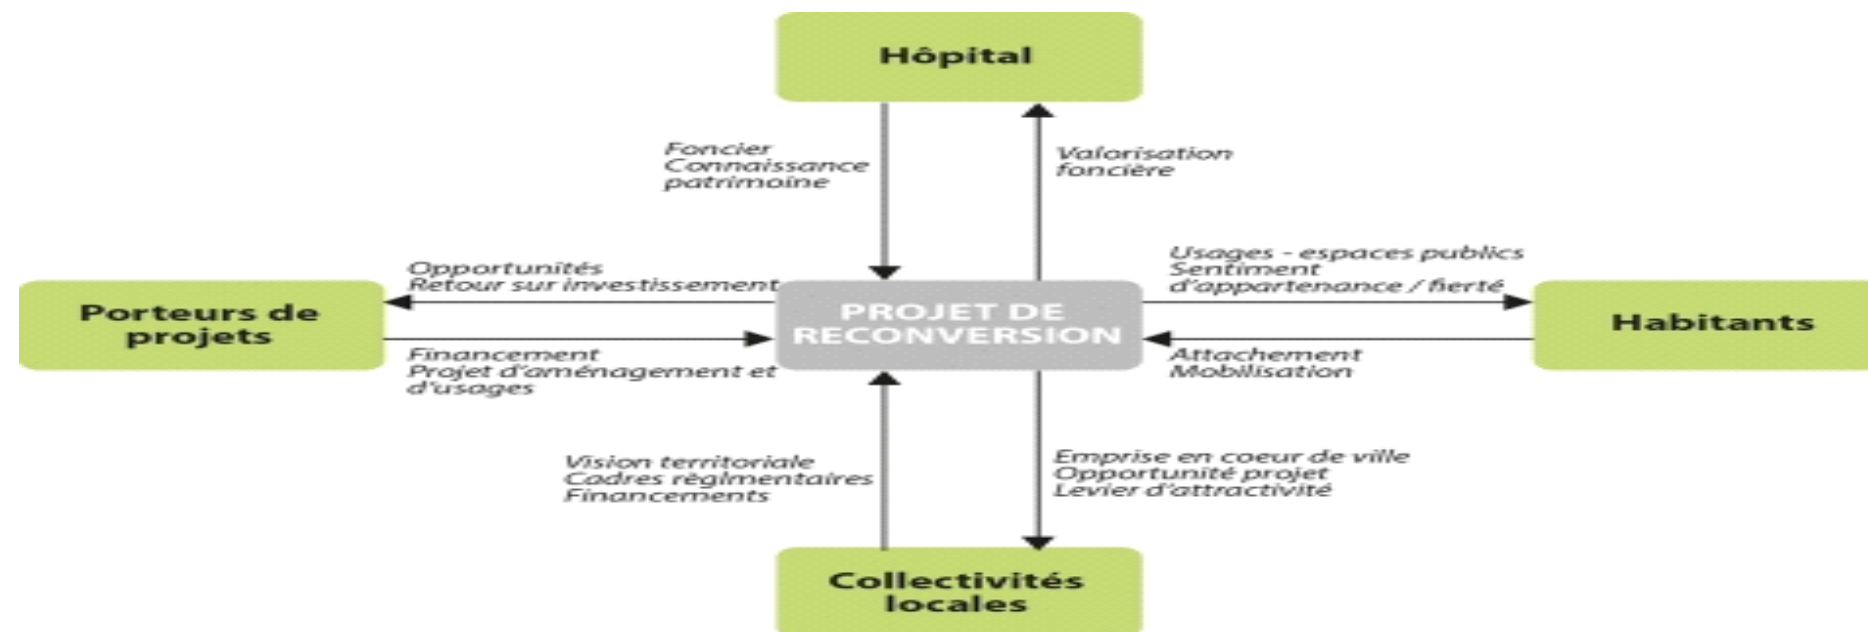 Hôpital
Foncier
Connaissance
patrimoine
Valorisation
foncière
Opportunités
Retour sur investissement
Usages - espaces publics
Sentiment
d'appartenance / fierté
Porteurs de
projets
PROJET DE
RECONVERSION
Habitants
Financement
Projet d'aménagement et
d'usages
Attachement
Mobilisation
Vision territoriale
Cadres règlmentaires
Financements
Emprise en coeur de ville
Opportunité projet
Levier d'attractivité
Collectivités
locales